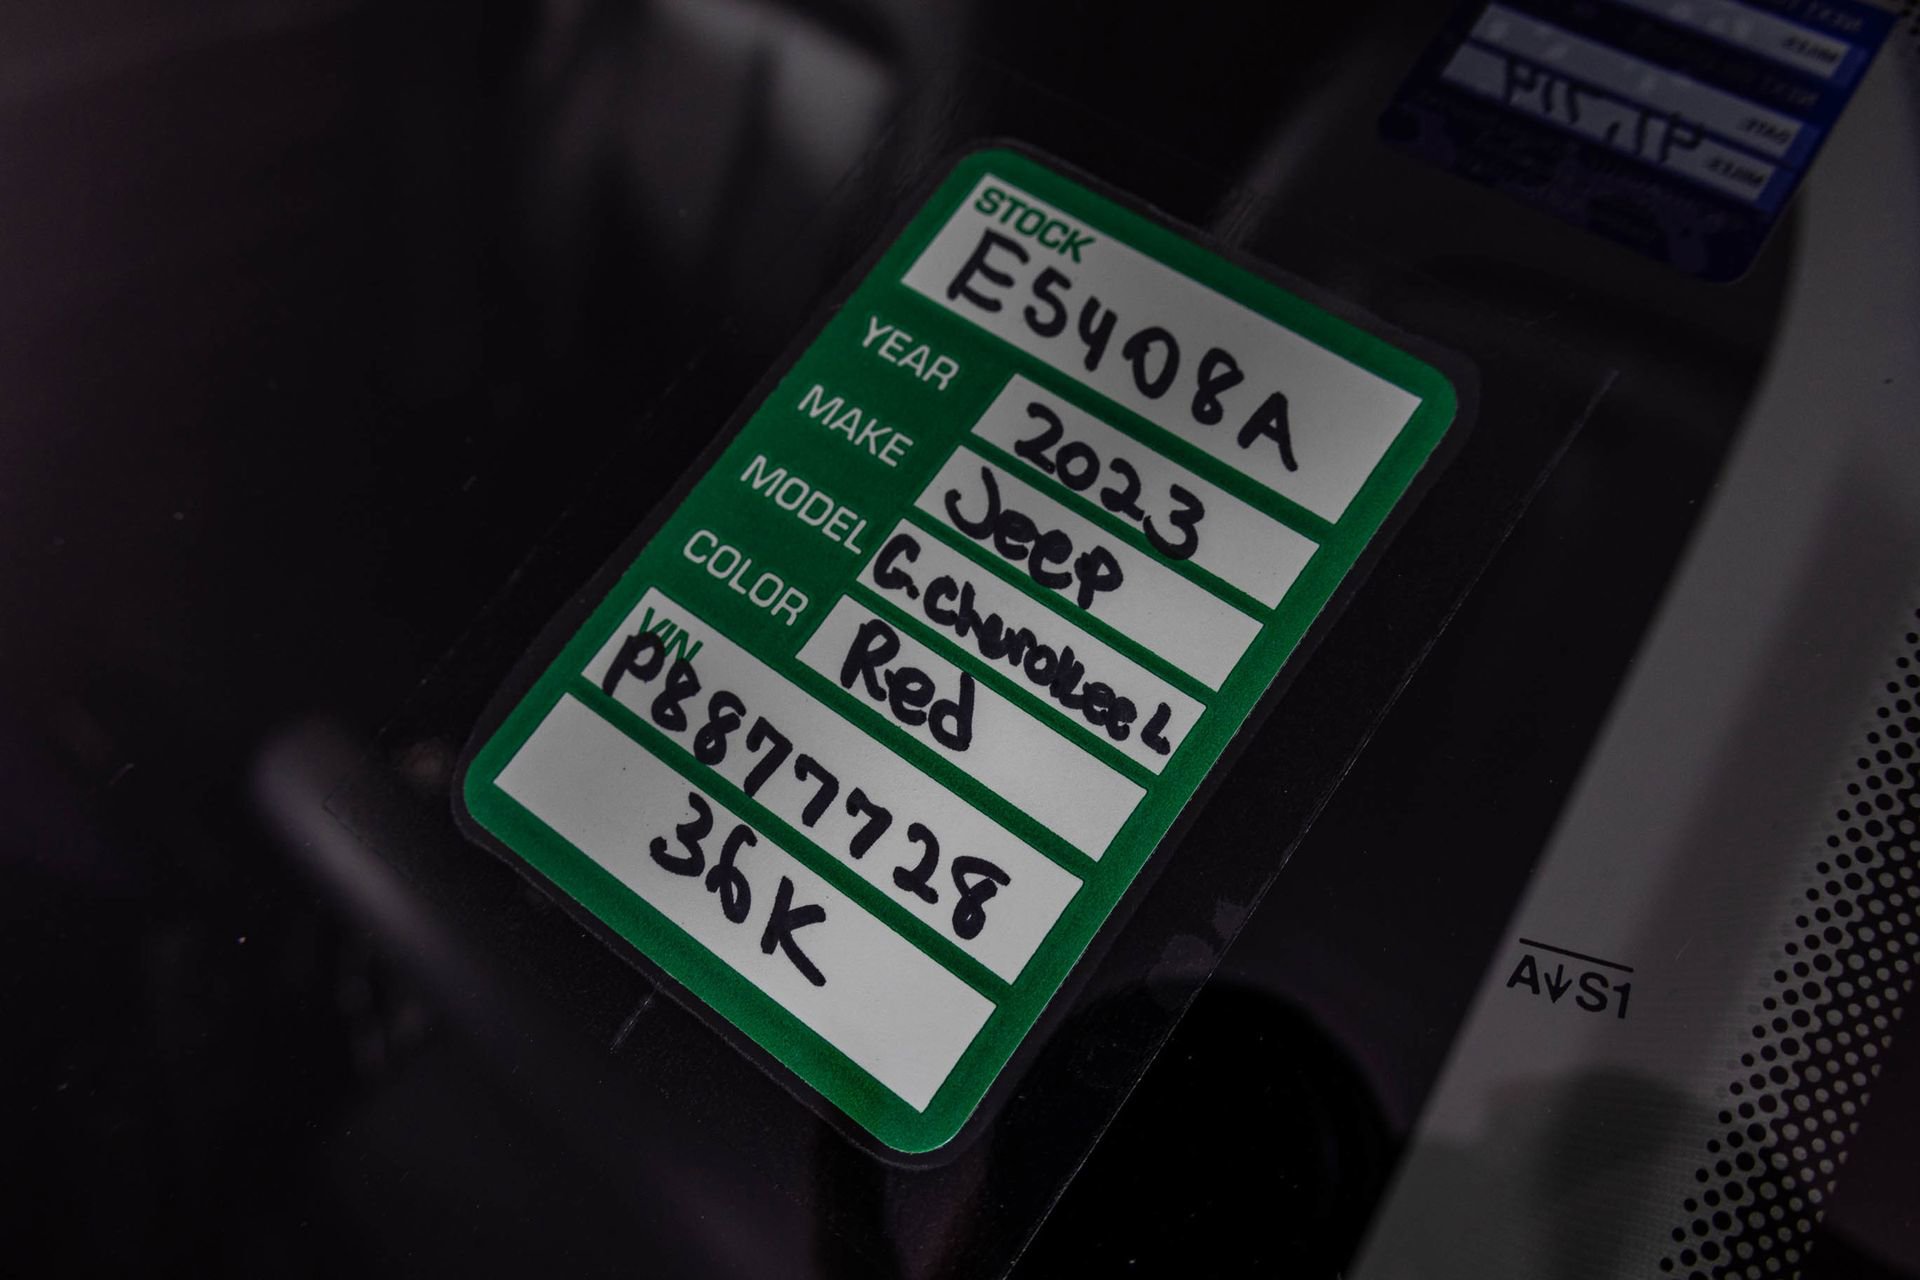 STOCK
E5408A
YEAR 2023
MAKE Jeep
MODEL G.Cherokee L
COLOR Red
VIN
P8877728
36K
A↓S1